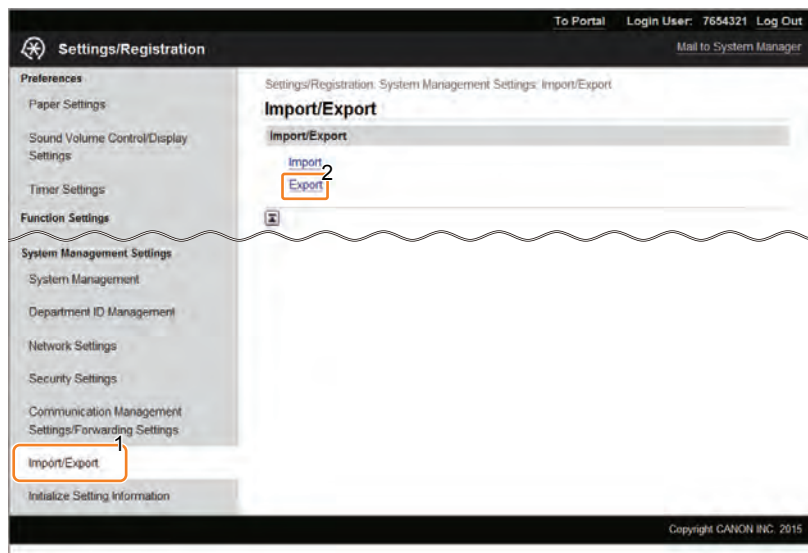 To Portal Login User: 7654321 Log Out
Settings/Registration
Mail to System Manager
Preferences
Paper Settings
Sound Volume Control/Display
Settings
Timer Settings
Function Settings
System Management Settings
System Management
Department ID Management
Network Settings
Security Settings
Communication Management
Settings/Forwarding Settings
1
Import/Export
Initialize Setting Information
Settings/Registration: System Management Settings: Import/Export
Import/Export
Import/Export
Import
2
Export
Copyright CANON INC. 2015